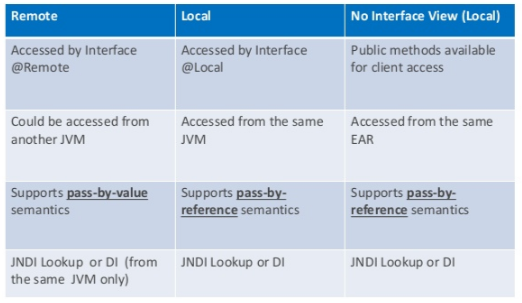 Remote
Local
No Interface View (Local)
Accessed by Interface
@Remote
Accessed by Interface
@Local
Public methods available
for client access
Could be accessed from
another JVM
Accessed from the same
JVM
Accessed from the same
EAR
Supports pass-by-value
semantics
Supports pass-by-
reference semantics
Supports pass-by-
reference semantics
JNDI Lookup or DI (from
the same JVM only)
JNDI Lookup or DI
JNDI Lookup or DI